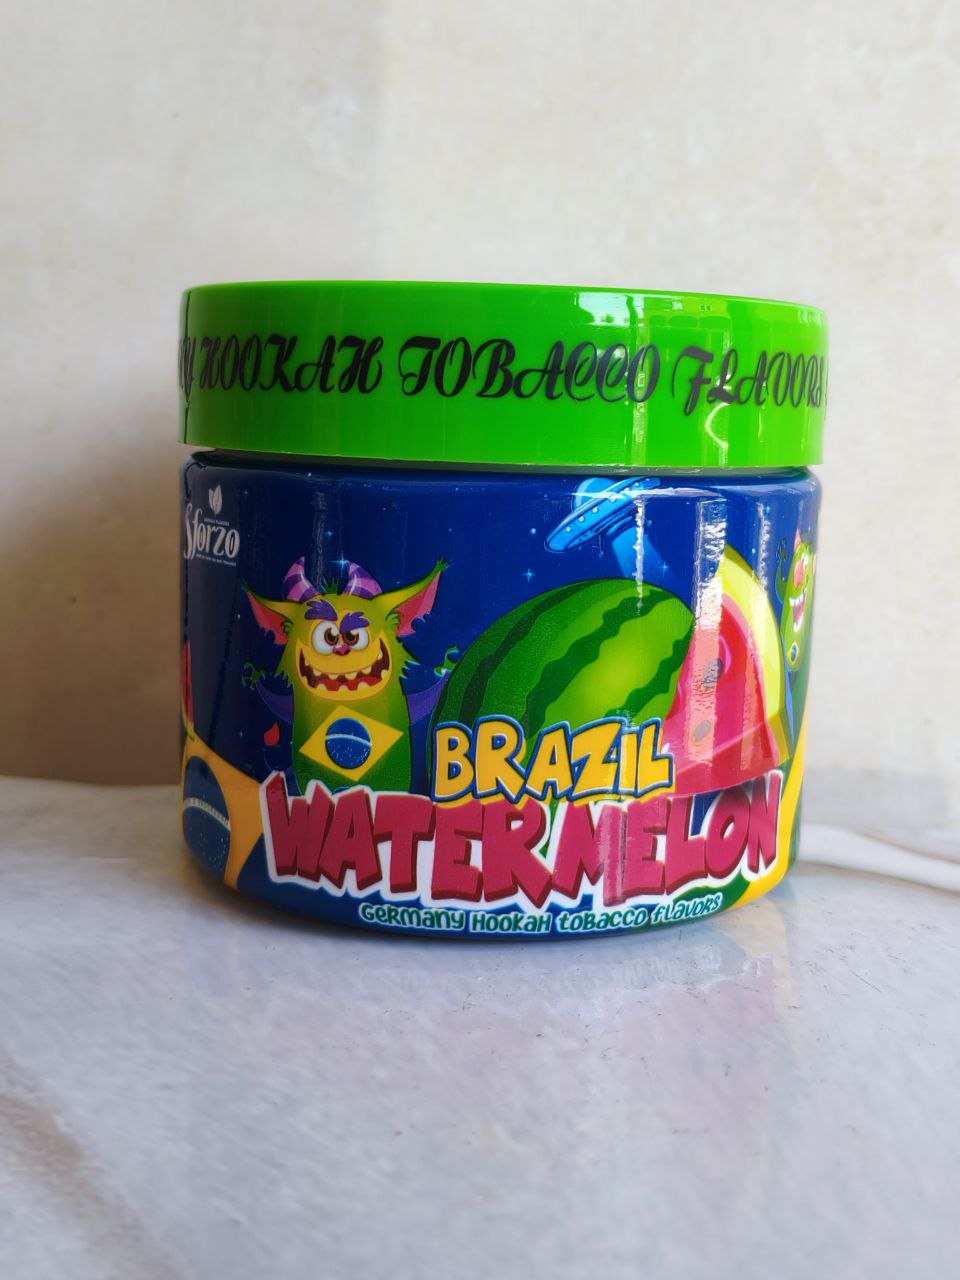 Y HOOKAH TOBACCO FLAVORS
Sforzo
BRAZIL
WATERMELON
GERMANY HOOKAH TOBACCO FLAVORS